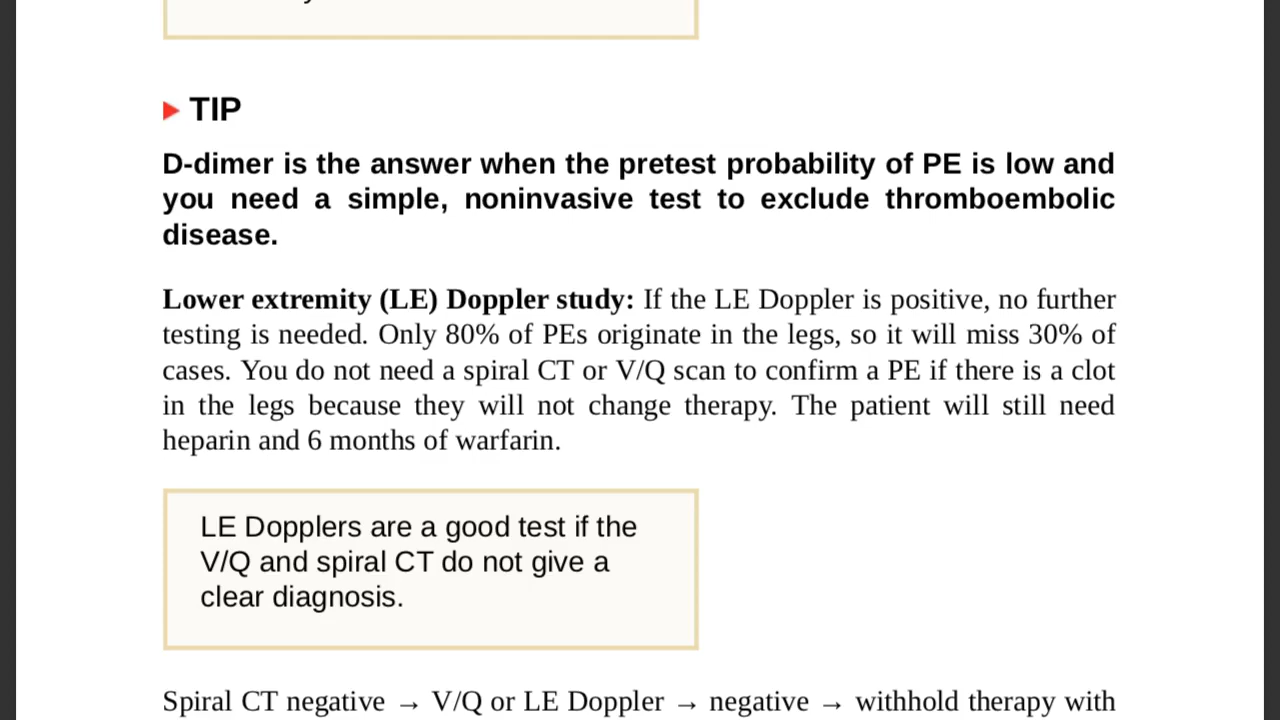 TIP
D-dimer is the answer when the pretest probability of PE is low and
you need a simple, noninvasive test to exclude thromboembolic
disease.
Lower extremity (LE) Doppler study: If the LE Doppler is positive, no further
testing is needed. Only 80% of PEs originate in the legs, so it will miss 30% of
cases. You do not need a spiral CT or V/Q scan to confirm a PE if there is a clot
in the legs because they will not change therapy. The patient will still need
heparin and 6 months of warfarin.
LE Dopplers are a good test if the
V/Q and spiral CT do not give a
clear diagnosis.
Spiral CT negative → V/Q or LE Doppler → negative → withhold therapy with